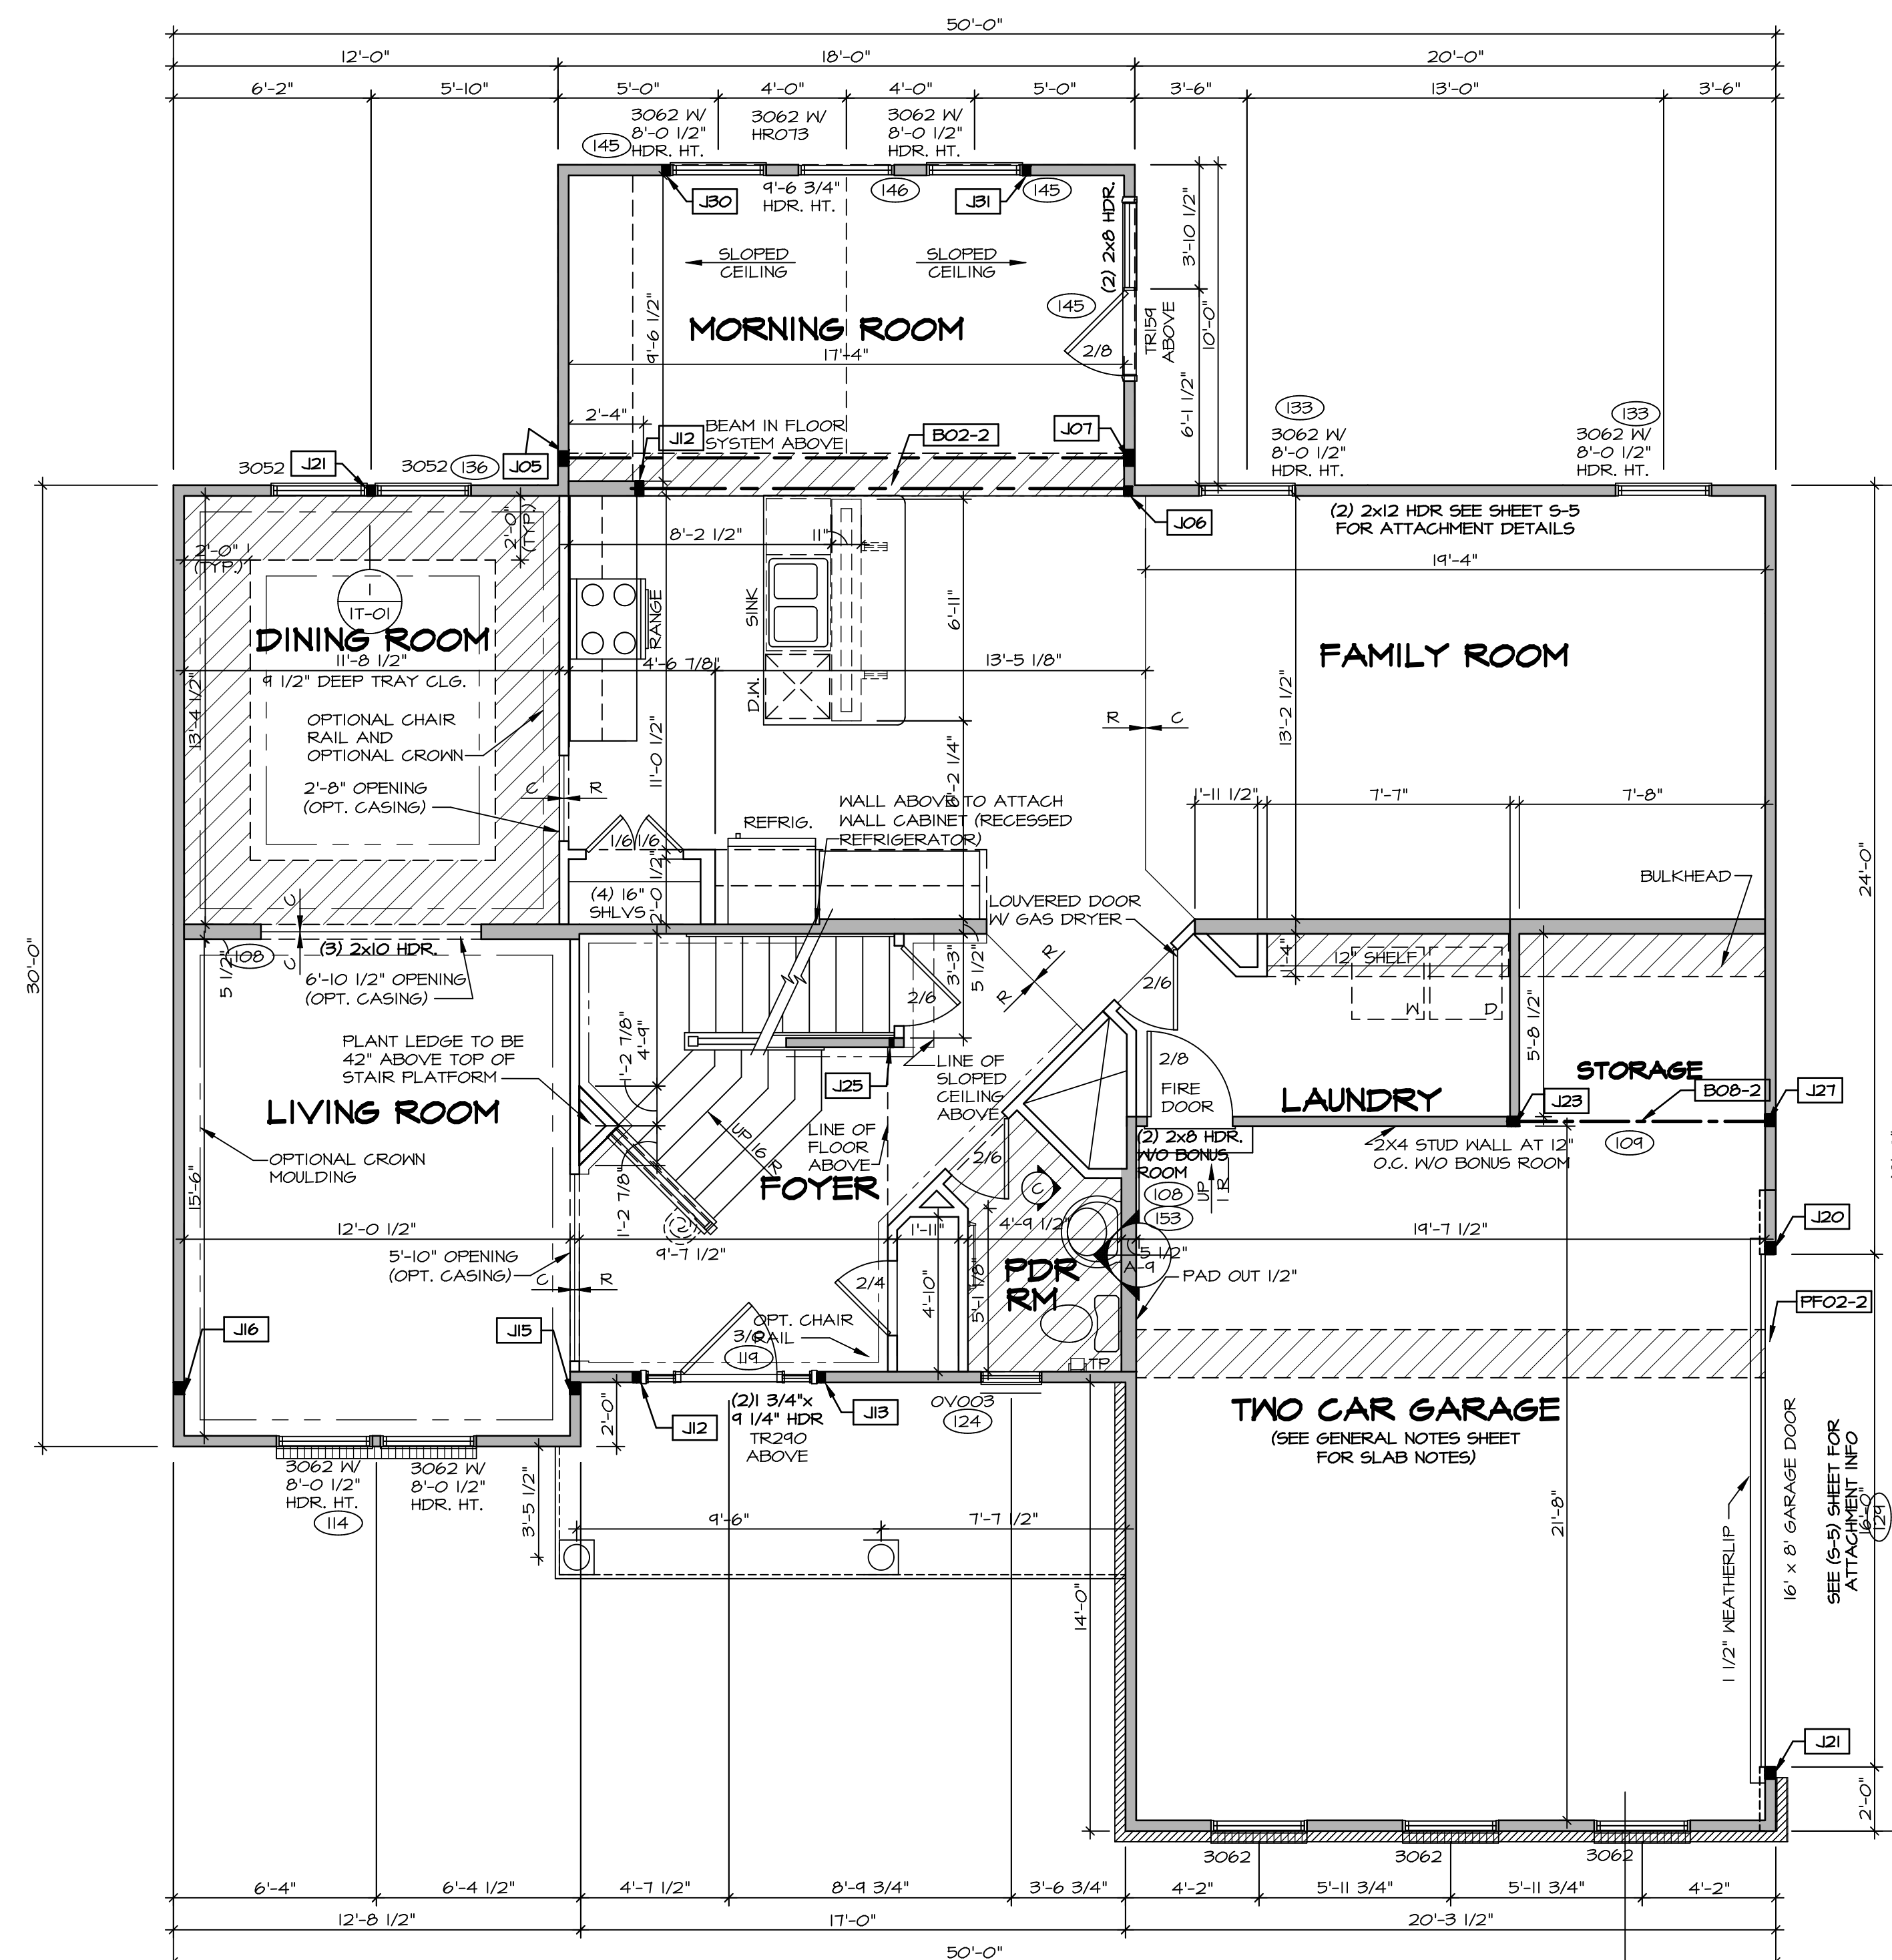 50'-0"
12'-0"
18'-0"
20'-0"
6'-2"
5'-10"
5'-0"
4'-0"
4'-0"
5'-0"
3'-6"
13'-0"
3'-6"
3062 W/
8'-0 1/2"
HDR. HT.
145
3062 W/
HR073
3062 W/
8'-0 1/2"
HDR. HT.
J30
9'-6 3/4"
HDR. HT.
146
J31
145
(2) 2x8 HDR.
3'-10 1/2"
10'-0"
SLOPED
CEILING
SLOPED
CEILING
145
TR159
ABOVE
9'-6 1/2"
MORNING ROOM
17'-4"
2/8
6'-1 1/2"
2'-4"
J12
BEAM IN FLOOR
SYSTEM ABOVE
B02-2
J07
133
3062 W/
8'-0 1/2"
HDR. HT.
133
3062 W/
8'-0 1/2"
HDR. HT.
3052
J21
3052
136
J05
J06
(2) 2x12 HDR SEE SHEET S-5
FOR ATTACHMENT DETAILS
2'-0"
(TYP.)
2'-0"
(TYP.)
8'-2 1/2"
11"
19'-4"
1T-01
DINING ROOM
11'-8 1/2"
9 1/2" DEEP TRAY CLG.
13'-4 1/2"
RANGE
SINK
D.W.
6'-11"
4'-6 7/8"
13'-5 1/8"
FAMILY ROOM
OPTIONAL CHAIR
RAIL AND
OPTIONAL CROWN
11'-0 1/2"
R
C
13'-2 1/2"
2'-8" OPENING
(OPT. CASING)
C
R
WALL ABOVE TO ATTACH
WALL CABINET (RECESSED
REFRIGERATOR)
1'-11 1/2"
7'-7"
7'-8"
REFRIG.
1/6
1/6
(4) 16"
SHLVS
2'-0 1/2"
24'-0"
BULKHEAD
LOUVERED DOOR
W/ GAS DRYER
C
C
108
(3) 2x10 HDR.
5 1/2"
6'-10 1/2" OPENING
(OPT. CASING)
30'-0"
3'-3"
5 1/2"
R
R
2/6
2/6
12" SHELF
W
D
5'-8 1/2"
PLANT LEDGE TO BE
42" ABOVE TOP OF
STAIR PLATFORM
1'-2 7/8"
4'-9"
LIVING ROOM
J25
LINE OF
SLOPED
CEILING
ABOVE
2/8
FIRE
DOOR
LAUNDRY
STORAGE
B08-2
J27
J23
109
2X4 STUD WALL AT 12"
O.C. W/O BONUS ROOM
LINE OF
FLOOR
ABOVE
UP 16 R
FOYER
2/6
(2) 2x8 HDR.
W/O BONUS
ROOM
108
153
UP
1 R
OPTIONAL CROWN
MOULDING
15'-6"
1'-2 7/8"
C
12'-0 1/2"
9'-7 1/2"
1'-11"
4'-9 1/2"
5 1/2"
19'-7 1/2"
J20
5'-10" OPENING
(OPT. CASING)
C
R
2/4
4'-10"
5'-1 1/8"
PDR
RM
A-9
PAD OUT 1/2"
PF02-2
J16
J15
OPT. CHAIR
RAIL
119
TP
2'-0"
J12
(2)1 3/4"x
9 1/4" HDR
TR290
ABOVE
J13
OV003
124
TWO CAR GARAGE
(SEE GENERAL NOTES SHEET
FOR SLAB NOTES)
3062 W/
8'-0 1/2"
HDR. HT.
3062 W/
8'-0 1/2"
HDR. HT.
114
3'-5 1/2"
9'-6"
7'-7 1/2"
14'-0"
21'-8"
1 1/2" WEATHERLIP
16' x 8' GARAGE DOOR
SEE (S-5) SHEET FOR
ATTACHMENT INFO
16'-0"
129
J21
2'-0"
3062
3062
3062
6'-4"
6'-4 1/2"
4'-7 1/2"
8'-9 3/4"
3'-6 3/4"
4'-2"
5'-11 3/4"
5'-11 3/4"
4'-2"
12'-8 1/2"
17'-0"
20'-3 1/2"
50'-0"